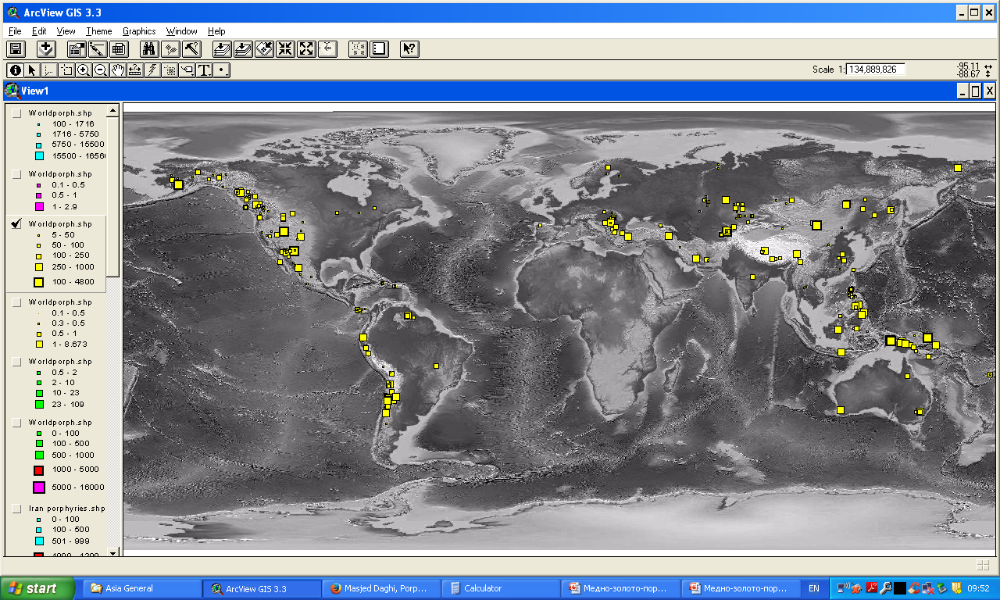 ArcView GIS 3.3
File Edit View Theme Graphics Window Help
Scale 1: 134,889,826
-95.11
-88.67
View1
Worldporph.shp
100 - 1716
1716 - 5750
5750 - 15500
15500 - 1656
Worldporph.shp
0.1 - 0.5
0.5 - 1
1 - 2.9
Worldporph.shp
5 - 50
50 - 100
100 - 250
250 - 1000
100 - 4800
Worldporph.shp
0.1 - 0.5
0.3 - 0.5
0.5 - 1
1 - 8.673
Worldporph.shp
0.5 - 2
2 - 10
10 - 23
23 - 109
Worldporph.shp
0 - 100
100 - 500
500 - 1000
1000 - 5000
5000 - 16000
Iran porphyries.shp
0 - 100
100 - 500
501 - 999
1000 - 1200
start Asia General ArcView GIS 3.3 Masjed Daghi, Porp... Calculator Медно-золото-пор... Медно-золото-пор... EN 09:52